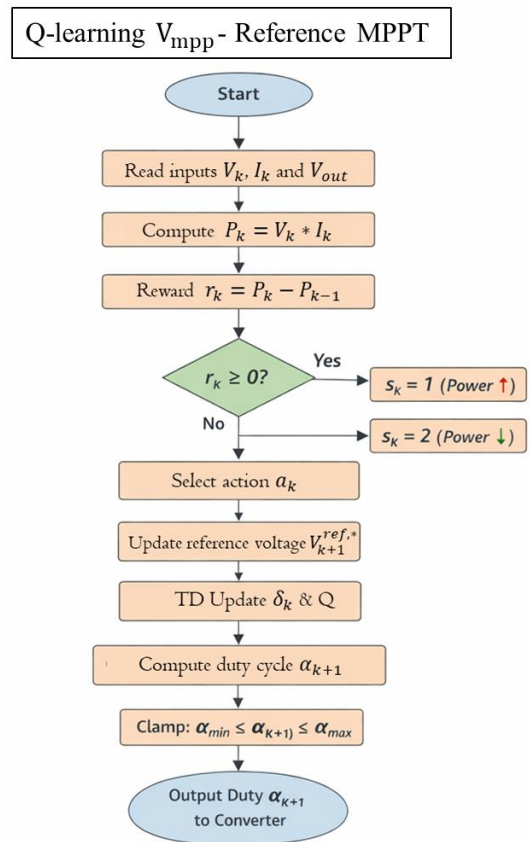 Q-learning Vmpp - Reference MPPT
Start
Read inputs Vk, Ik and Vout
Compute Pk = Vk * Ik
Reward rk = Pk − Pk−1
rK ≥ 0?
Yes
sK = 1 (Power ↑)
No
sK = 2 (Power ↓)
Select action ak
Update reference voltage V^{ref,*}_{k+1}
TD Update δk & Q
Compute duty cycle αk+1
Clamp: αmin ≤ αK+1) ≤ αmax
Output Duty αK+1
to Converter